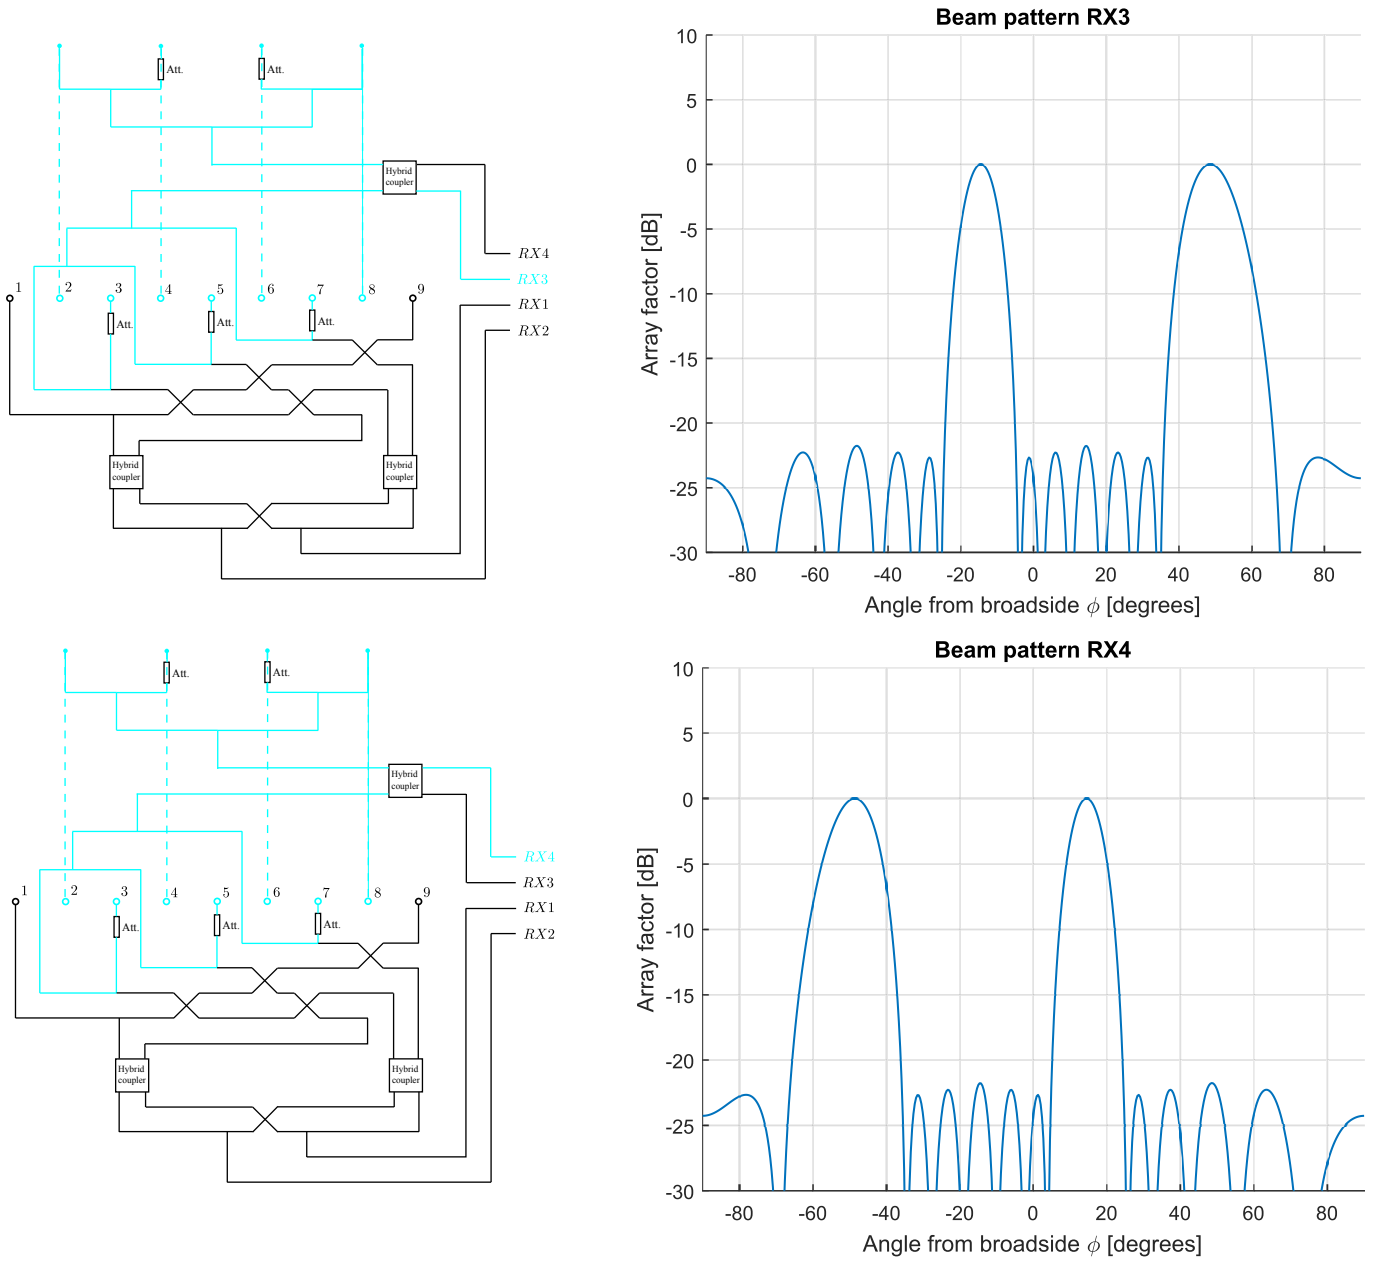 Att.
Att.
Hybrid
coupler
RX4
RX3
1 2 3 4 5 6 7 8 9
RX1
Att.
Att.
Att.
RX2
Hybrid
coupler
Hybrid
coupler
Beam pattern RX3
10
5
0
-5
-10
-15
-20
-25
-30
Array factor [dB]
-80 -60 -40 -20 0 20 40 60 80
Angle from broadside ϕ [degrees]
Att.
Att.
Hybrid
coupler
RX4
RX3
1 2 3 4 5 6 7 8 9
RX1
Att.
Att.
Att.
RX2
Hybrid
coupler
Hybrid
coupler
Beam pattern RX4
10
5
0
-5
-10
-15
-20
-25
-30
Array factor [dB]
-80 -60 -40 -20 0 20 40 60 80
Angle from broadside ϕ [degrees]